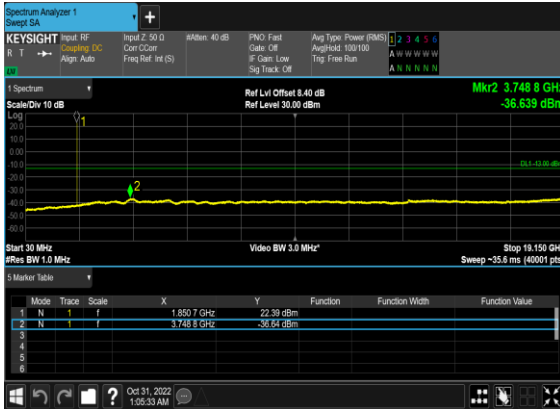 Spectrum Analyzer 1
Swept SA
+
KEYSIGHT Input: RF Input Z: 50 Ω #Atten: 40 dB PNO: Fast Avg Type: Power (RMS) 1 2 3 4 5 6
R T Coupling: DC Corr CCorr Gate: Off Avg|Hold: 100/100 A W W W W W
Align: Auto Freq Ref: Int (S) IF Gain: Low Trig: Free Run
Sig Track: Off A N N N N N
1 Spectrum
Scale/Div 10 dB Ref Lvl Offset 8.40 dB Mkr2 3.748 8 GHz
Ref Level 30.00 dBm -36.639 dBm
Log
20.0
10.0
0.00
-10.0
-20.0
-30.0
-40.0
-50.0
-60.0
1
2
DL1 -13.00 dBm
Start 30 MHz Video BW 3.0 MHz* Stop 19.150 GH
#Res BW 1.0 MHz Sweep ~35.6 ms (40001 pts
5 Marker Table
Mode Trace Scale X Y Function Function Width Function Value
1 N 1 f 1.850 7 GHz 22.39 dBm
2 N 1 f 3.748 8 GHz -36.64 dBm
3
4
5
6
? Oct 31, 2022
1:05:33 AM